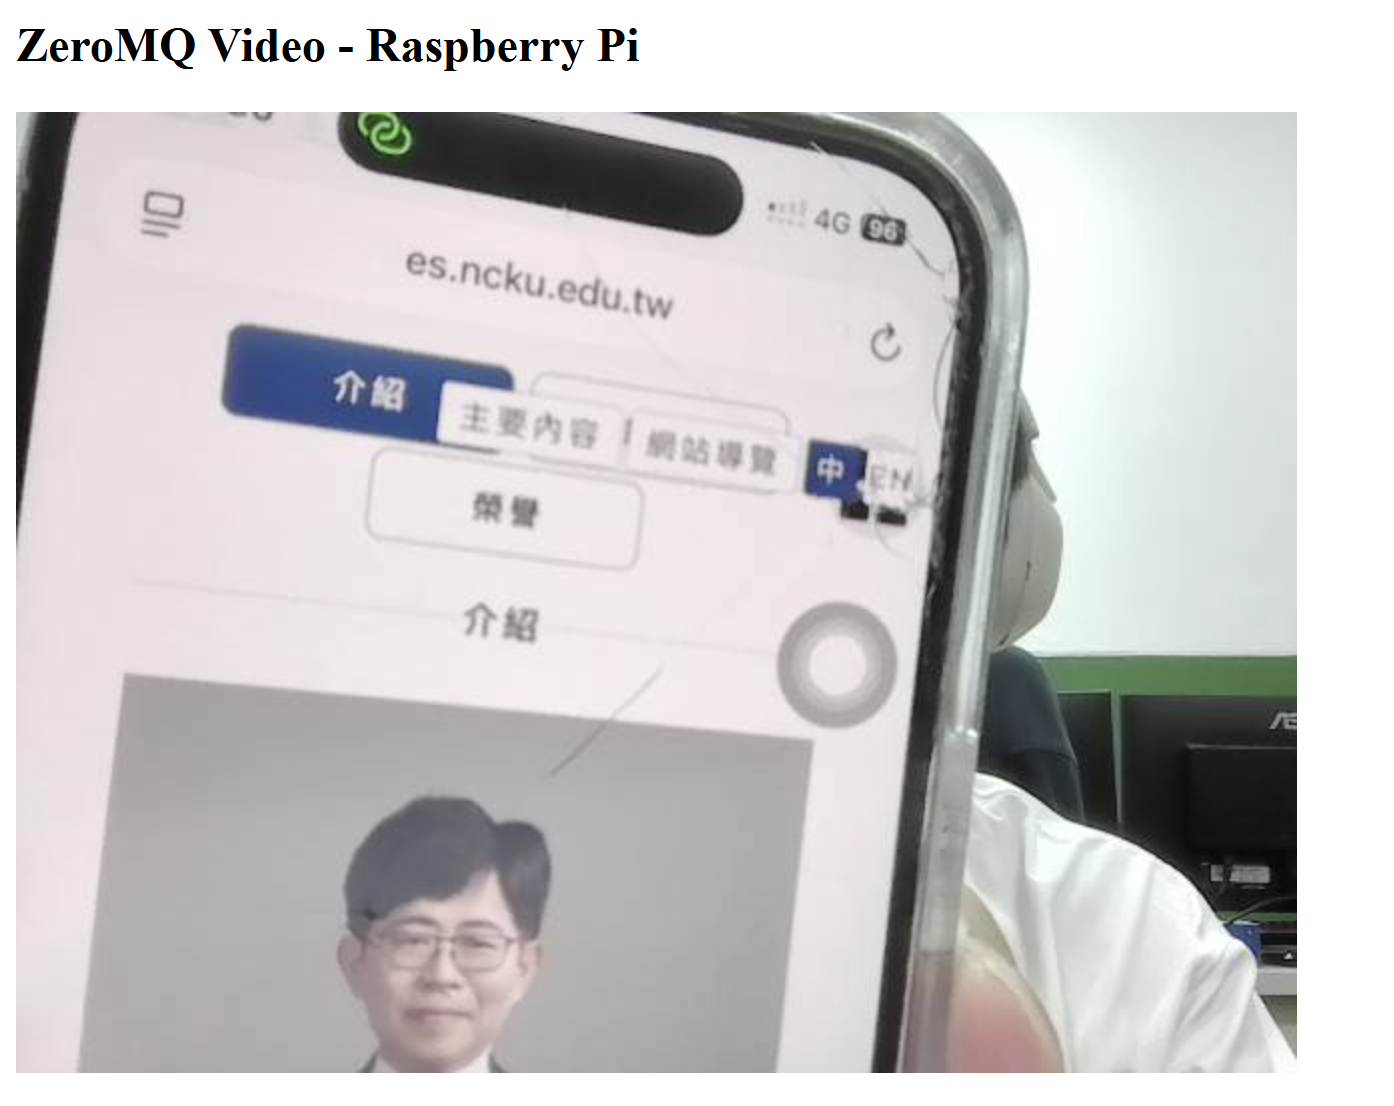 ZeroMQ Video - Raspberry Pi
4G 96
es.ncku.edu.tw
介紹
主要內容 | 網站導覽 中 EN
榮譽
介紹